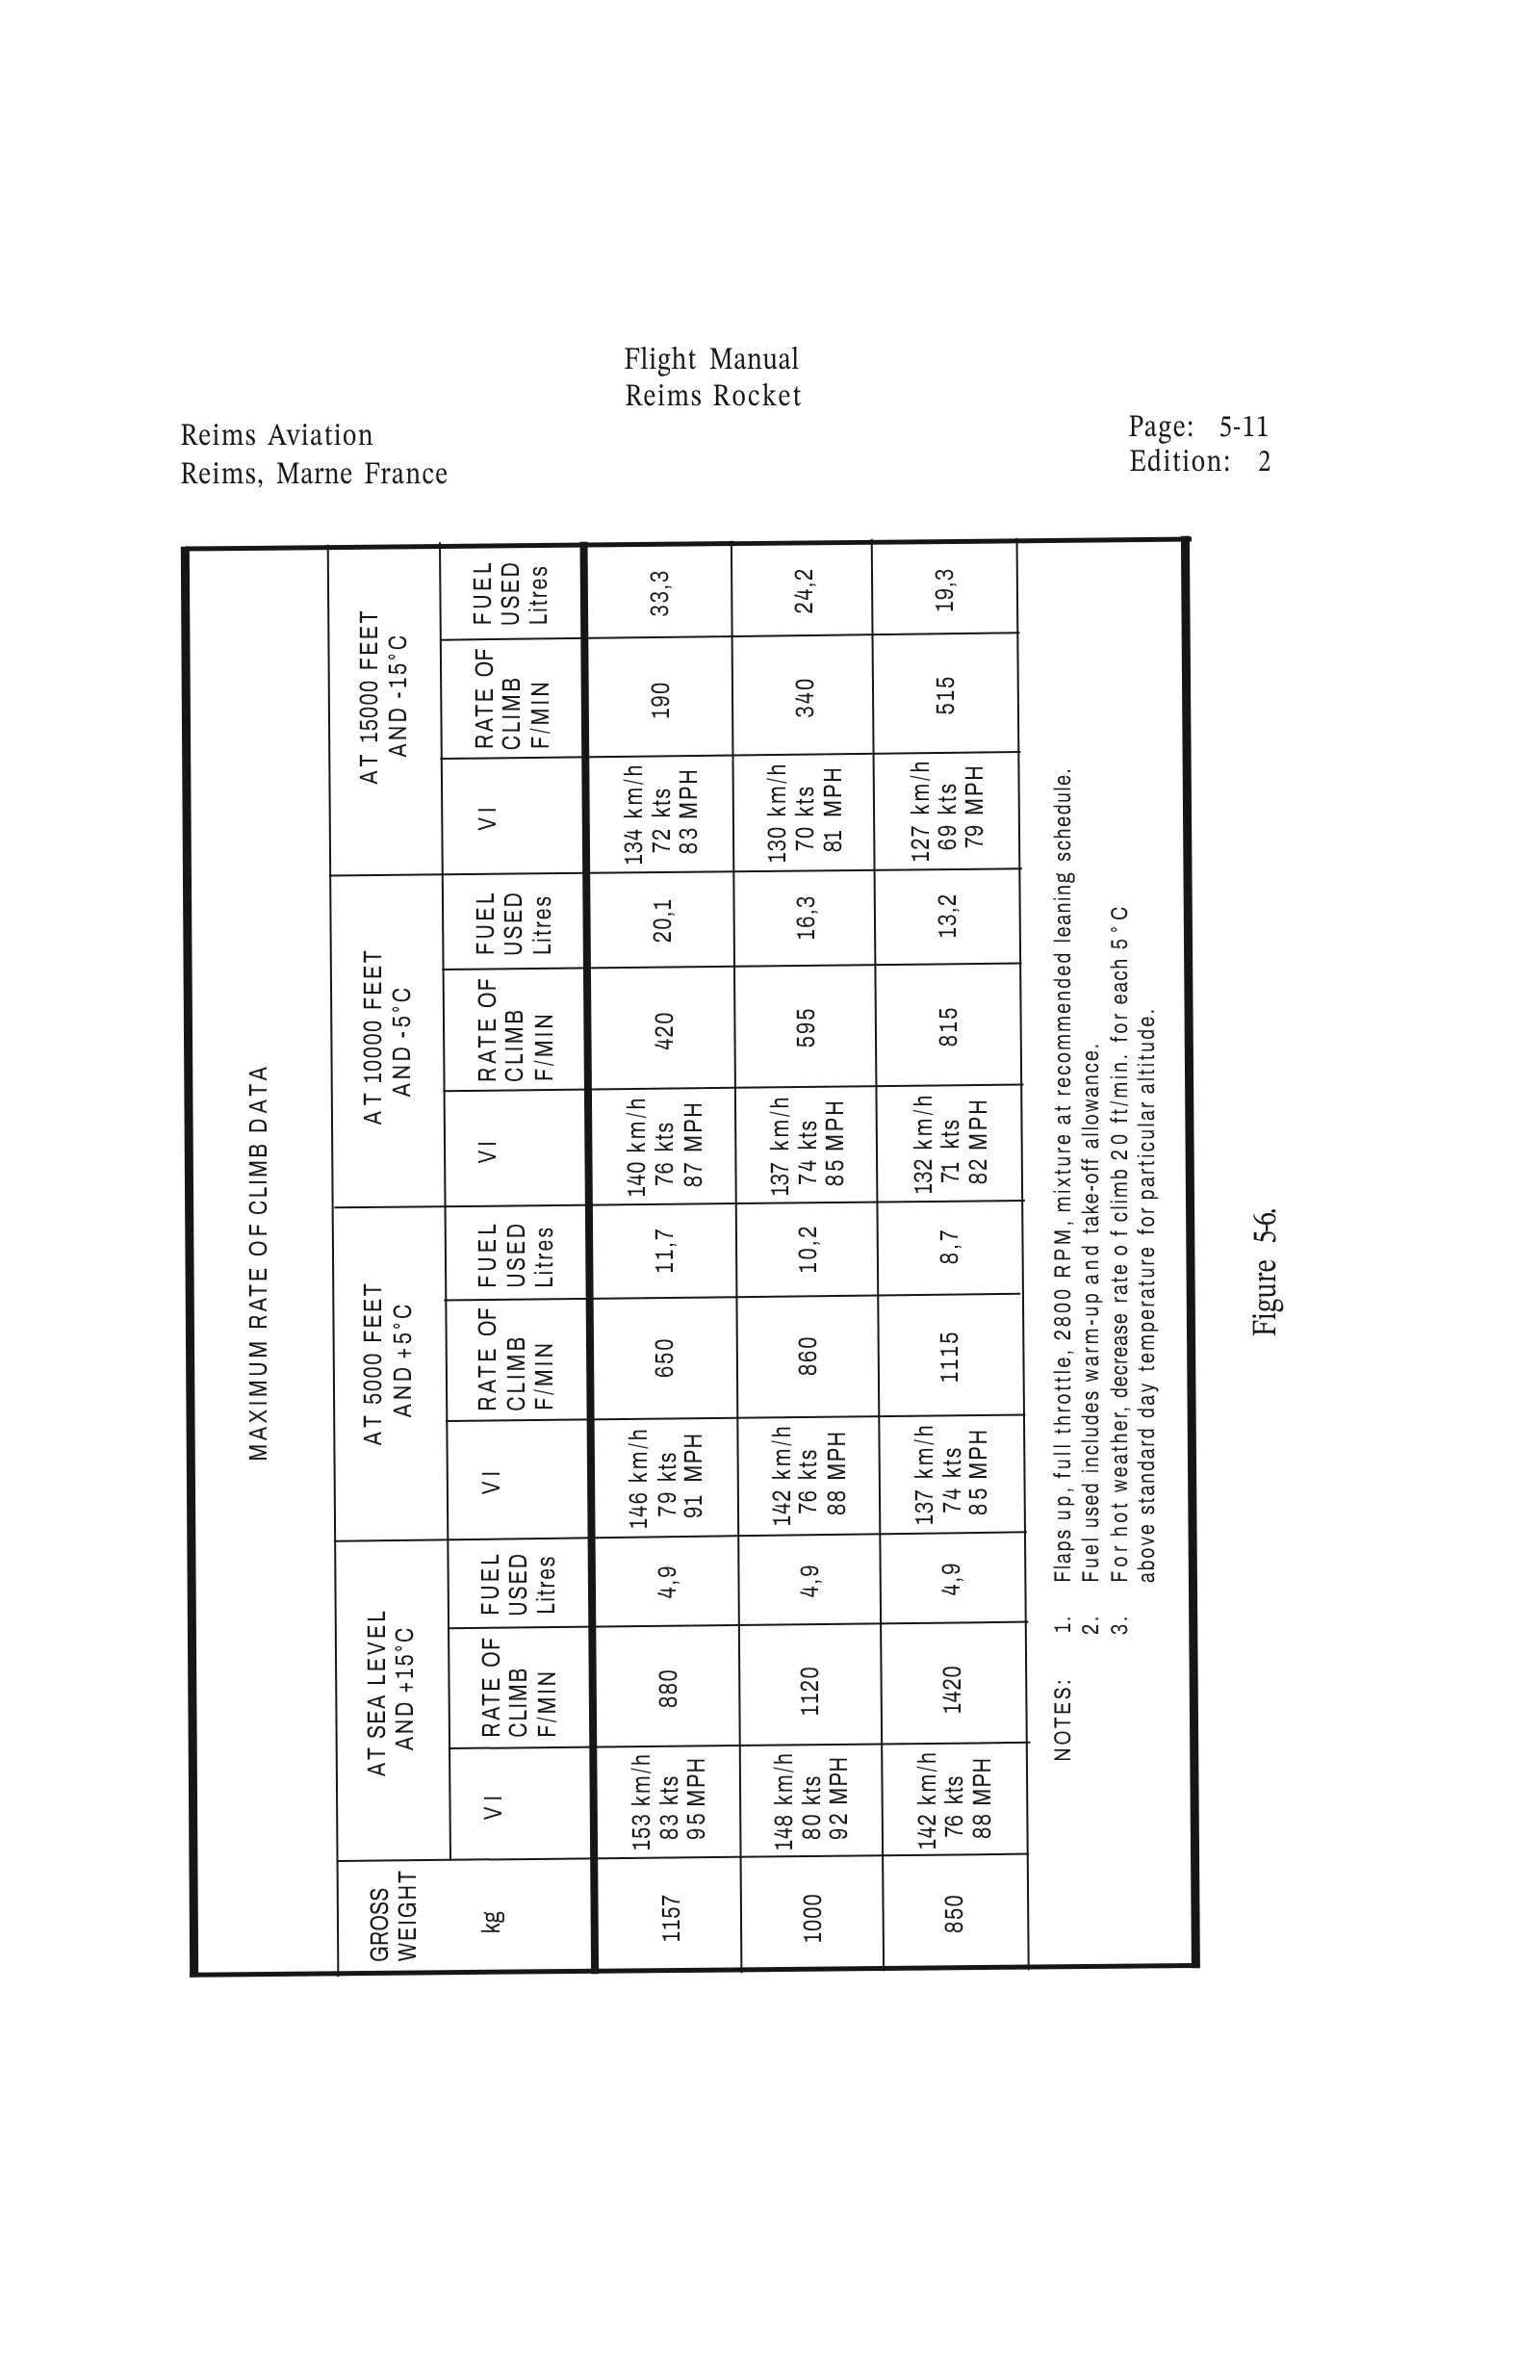 Flight Manual
Reims Rocket
Reims Aviation
Reims, Marne France
Page: 5-11
Edition: 2
MAXIMUM RATE OF CLIMB DATA
GROSS
WEIGHT
kg
AT SEA LEVEL
AND +15°C
AT 5000 FEET
AND +5°C
AT 10000 FEET
AND -5°C
AT 15000 FEET
AND -15°C
VI
RATE OF
CLIMB
F/MIN
FUEL
USED
Litres
VI
RATE OF
CLIMB
F/MIN
FUEL
USED
Litres
VI
RATE OF
CLIMB
F/MIN
FUEL
USED
Litres
VI
RATE OF
CLIMB
F/MIN
FUEL
USED
Litres
1157
153 km/h
83 kts
95 MPH
880
4,9
146 km/h
79 kts
91 MPH
650
11,7
140 km/h
76 kts
87 MPH
420
20,1
134 km/h
72 kts
83 MPH
190
33,3
1000
148 km/h
80 kts
92 MPH
1120
4,9
142 km/h
76 kts
88 MPH
860
10,2
137 km/h
74 kts
85 MPH
595
16,3
130 km/h
70 kts
81 MPH
340
24,2
850
142 km/h
76 kts
88 MPH
1420
4,9
137 km/h
74 kts
85 MPH
1115
8,7
132 km/h
71 kts
82 MPH
815
13,2
127 km/h
69 kts
79 MPH
515
19,3
NOTES: 1. Flaps up, full throttle, 2800 RPM, mixture at recommended leaning schedule.
2. Fuel used includes warm-up and take-off allowance.
3. For hot weather, decrease rate of climb 20 ft/min. for each 5°C
above standard day temperature for particular altitude.
Figure 5-6.